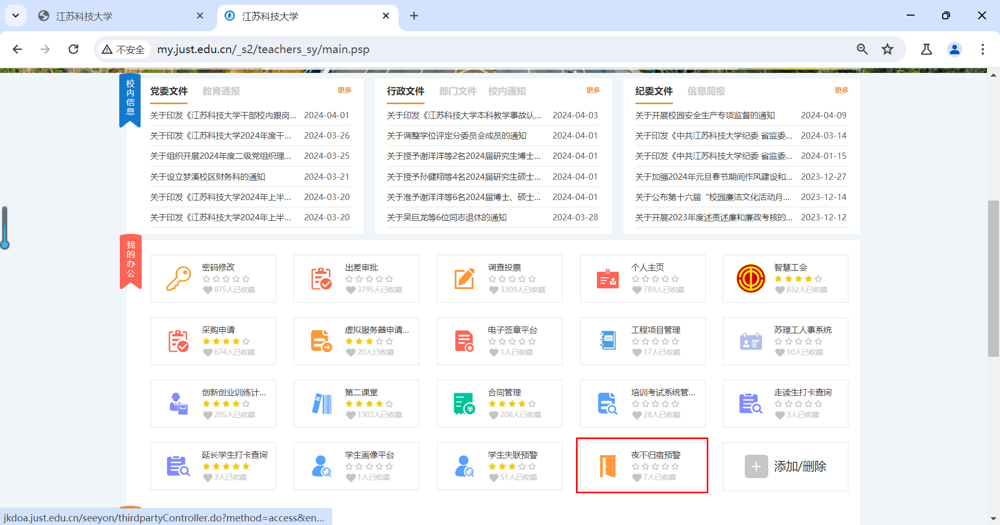 江苏科技大学
江苏科技大学
不安全 my.just.edu.cn/_s2/teachers_sy/main.psp
校内信息
党委文件 教育通报 更多
关于印发《江苏科技大学干部校内跟岗... 2024-04-01
关于印发《江苏科技大学2024年度干... 2024-03-26
关于组织开展2024年度二级党组织理... 2024-03-25
关于设立梦溪校区财务科的通知 2024-03-21
关于印发《江苏科技大学2024年上半... 2024-03-20
关于印发《江苏科技大学2024年上半... 2024-03-20
行政文件 部门文件 校内通知 更多
关于印发《江苏科技大学本科教学事故认... 2024-04-03
关于调整学位评定分委员会成员的通知 2024-04-01
关于授予谢洋洋等2名2024届研究生博士... 2024-04-01
关于授予孙健翔等4名2024届研究生硕士... 2024-04-01
关于准予谢洋洋等6名2024届博士、硕士... 2024-04-01
关于吴巨龙等6位同志退休的通知 2024-03-28
纪委文件 信息简报 更多
关于开展校园安全生产专项监督的通知 2024-04-09
关于印发《中共江苏科技大学纪委 省监委... 2024-03-14
关于印发《中共江苏科技大学纪委 省监委... 2024-01-15
关于加强2024年元旦春节期间作风建设和... 2023-12-27
关于公布第十六届“校园廉洁文化活动月... 2023-12-14
关于开展2023年度述责述廉和廉政考核的... 2023-12-12
我的办公
密码修改
875人已收藏
出差审批
3795人已收藏
调查投票
3309人已收藏
个人主页
789人已收藏
智慧工会
832人已收藏
采购申请
674人已收藏
虚拟服务器申请...
20人已收藏
电子签章平台
1人已收藏
工程项目管理
17人已收藏
苏理工人事系统
10人已收藏
创新创业训练计...
285人已收藏
第二课堂
1303人已收藏
合同管理
208人已收藏
培训考试系统管...
28人已收藏
走读生打卡查询
3人已收藏
延长学生打卡查询
3人已收藏
学生画像平台
1人已收藏
学生失联预警
51人已收藏
夜不归宿预警
7人已收藏
添加/删除
jkdoa.just.edu.cn/seeyon/thirdpartyController.do?method=access&en...